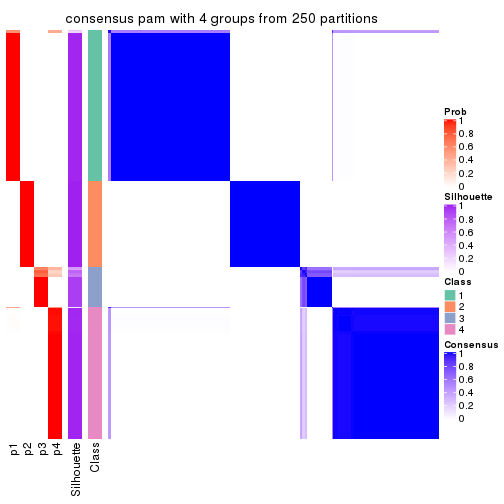 consensus pam with 4 groups from 250 partitions
Prob
1
0.8
0.6
0.4
0.2
0
Silhouette
1
0.8
0.6
0.4
0.2
0
Class
1
2
3
4
Consensus
1
0.8
0.6
0.4
0.2
0
p1
p2
p3
p4
Silhouette
Class